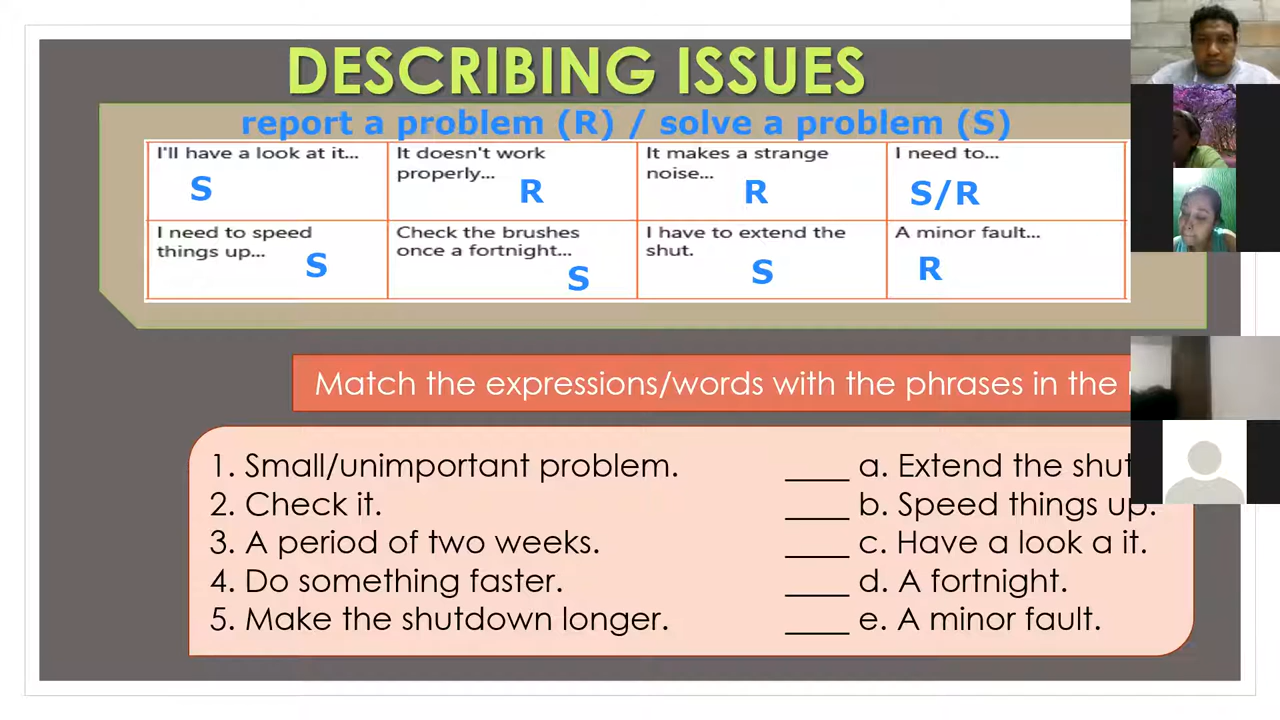 DESCRIBING ISSUES
report a problem (R) / solve a problem (S)
I'll have a look at it...
S
It doesn't work
properly...
R
It makes a strange
noise...
R
I need to...
S/R
I need to speed
things up...
S
Check the brushes
once a fortnight...
S
I have to extend the
shut.
S
A minor fault...
R
Match the expressions/words with the phrases in the
1. Small/unimportant problem.
____ a. Extend the shut
2. Check it.
____ b. Speed things up.
3. A period of two weeks.
____ c. Have a look a it.
4. Do something faster.
____ d. A fortnight.
5. Make the shutdown longer.
____ e. A minor fault.